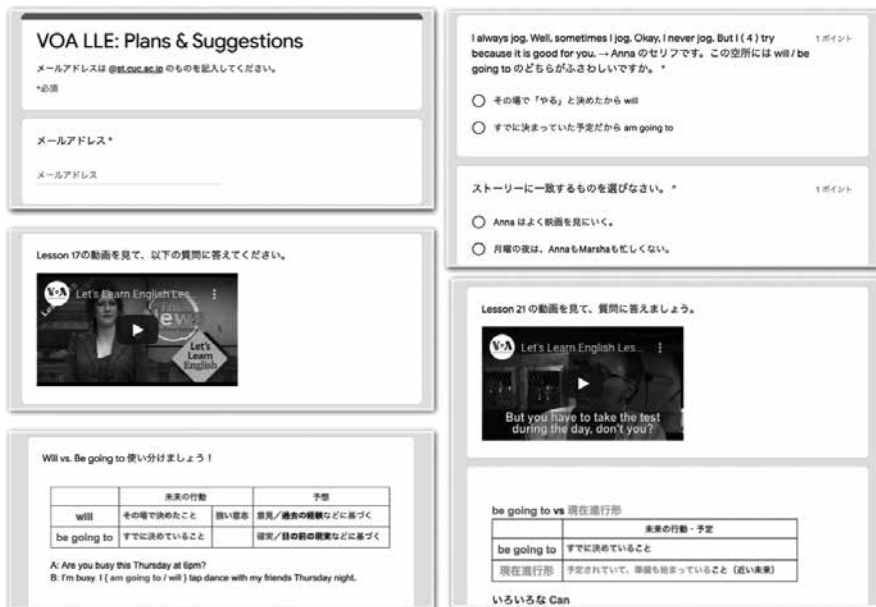 VOA LLE: Plans & Suggestions
メールアドレスは @st.cuc.ac.jp のものを記入してください。
*必須
メールアドレス *
メールアドレス
Lesson 17の動画を見て、以下の質問に答えてください。
VOA Let's Learn English Les...
Let's
Learn
English
Will vs. Be going to 使い分けましょう！
未来の行動 予想
will その場で決めたこと 強い意志 意見／過去の経験などに基づく
be going to すでに決めていること 確実／目の前の現実などに基づく
A: Are you busy this Thursday at 6pm?
B: I'm busy. I { am going to / will } tap dance with my friends Thursday night.
I always jog. Well, sometimes I jog. Okay, I never jog. But I ( 4 ) try 1 ポイント
because it is good for you. → Anna のセリフです。この空所には will / be
going to のどちらがふさわしいですか。 *
その場で「やる」と決めたから will
すでに決まっていた予定だから am going to
ストーリーに一致するものを選びなさい。 * 1 ポイント
Anna はよく映画を見にいく。
月曜の夜は、AnnaもMarshaも忙しくない。
Lesson 21 の動画を見て、質問に答えましょう。
VOA Let's Learn English Les...
But you have to take the test
during the day, don't you?
be going to vs 現在進行形
未来の行動・予定
be going to すでに決めていること
現在進行形 予定されていて、準備も始まっていること（近い未来）
いろいろな Can